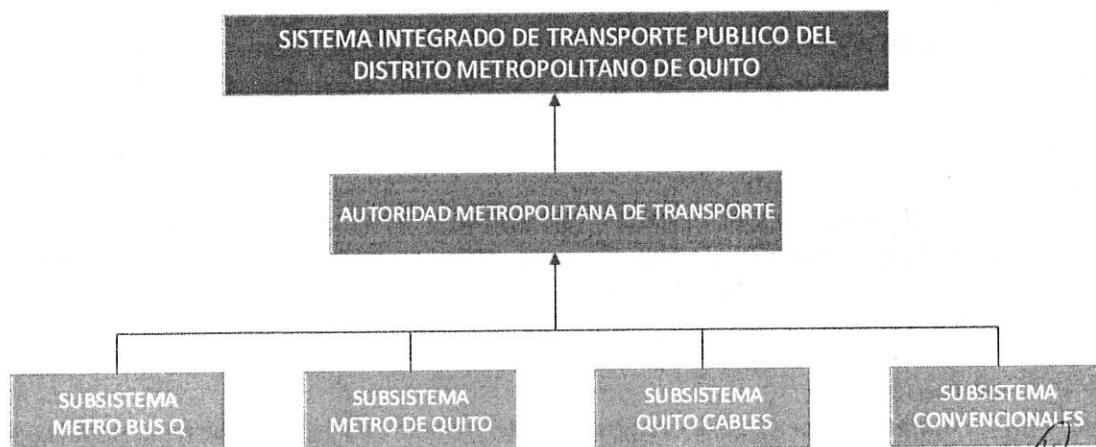 SISTEMA INTEGRADO DE TRANSPORTE PUBLICO DEL
DISTRITO METROPOLITANO DE QUITO
AUTORIDAD METROPOLITANA DE TRANSPORTE
SUBSISTEMA
METRO BUS Q
SUBSISTEMA
METRO DE QUITO
SUBSISTEMA
QUITO CABLES
SUBSISTEMA
CONVENCIONALES